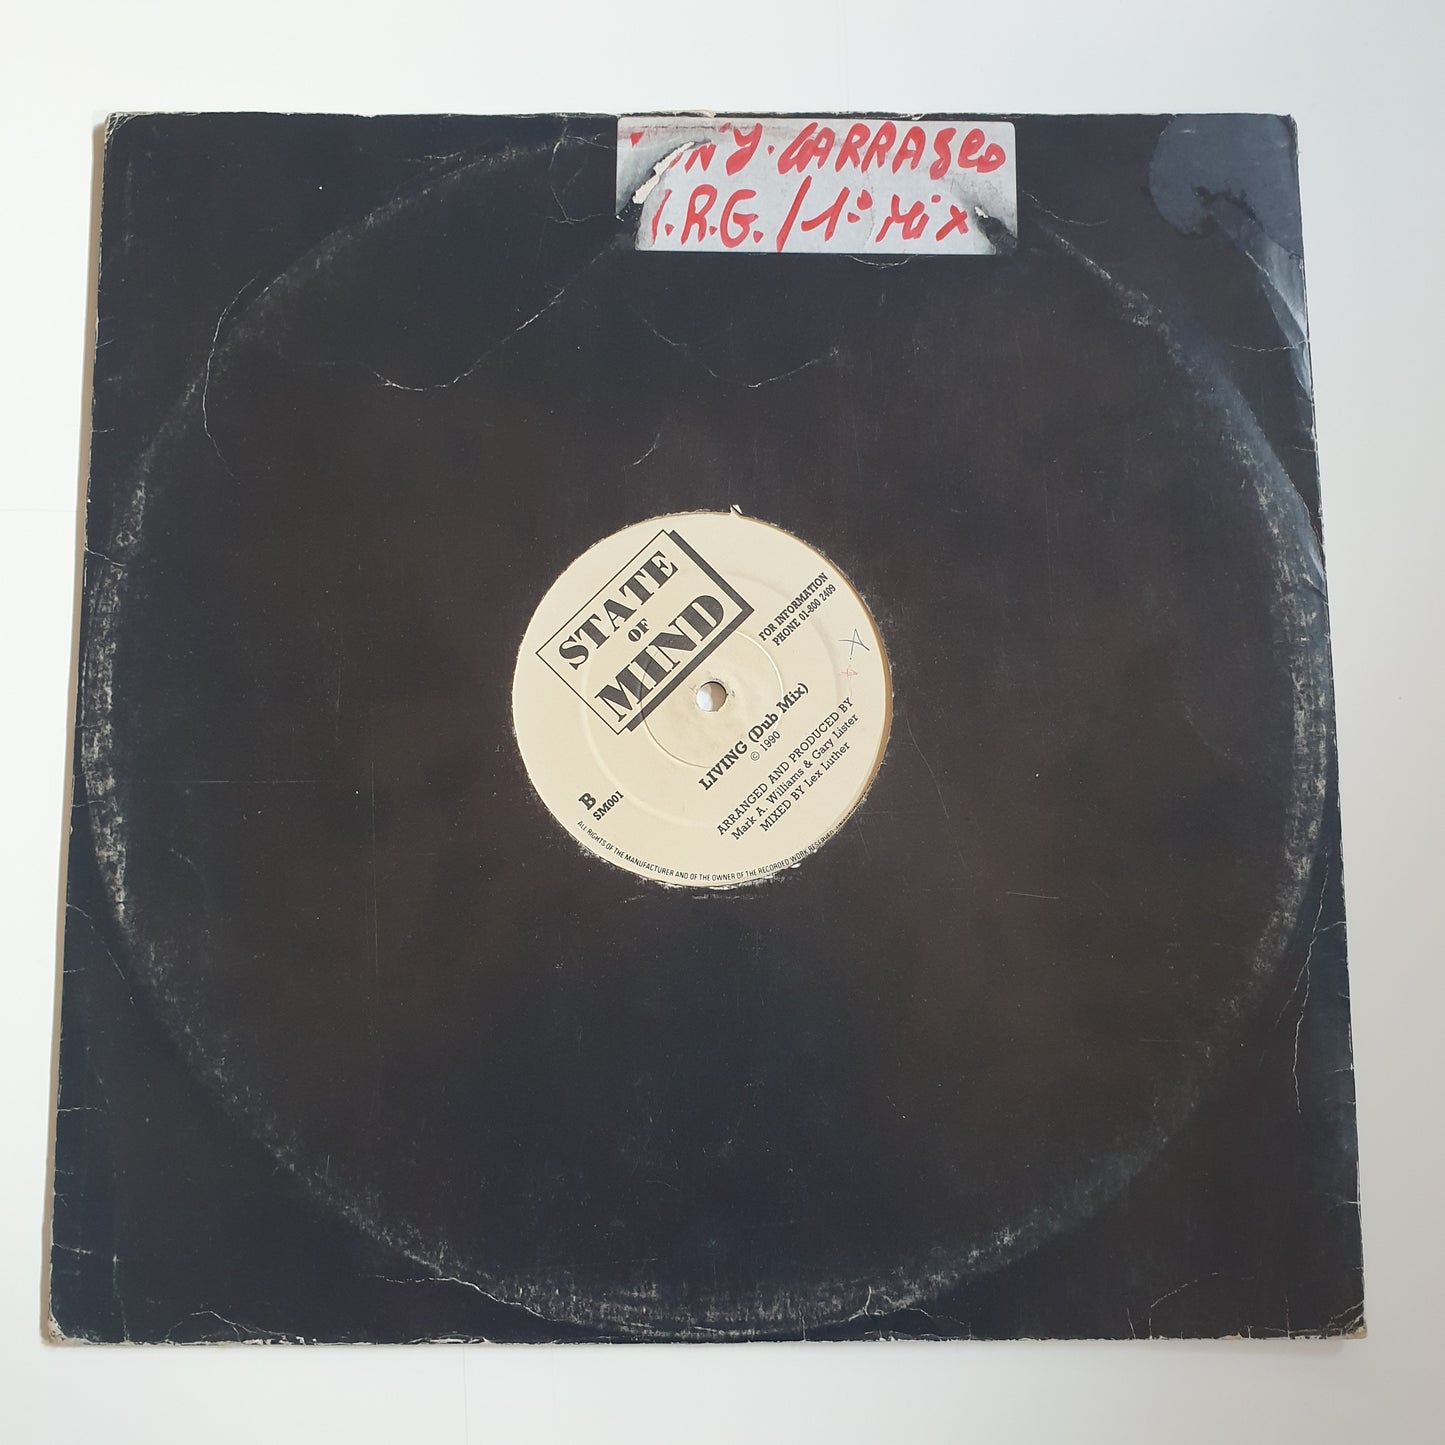 CARRASCO
.R.G. / 1º Mix
STATE
OF
MIND
FOR INFORMATION
PHONE 01-800 2409
LIVING (Dub Mix)
© 1990
ARRANGED AND PRODUCED BY
Mark A. Williams & Gary Lister
MIXED BY Lex Luther
B
SM001
ALL RIGHTS OF THE MANUFACTURER AND OF THE OWNER OF THE RECORDED WORK RESERVED